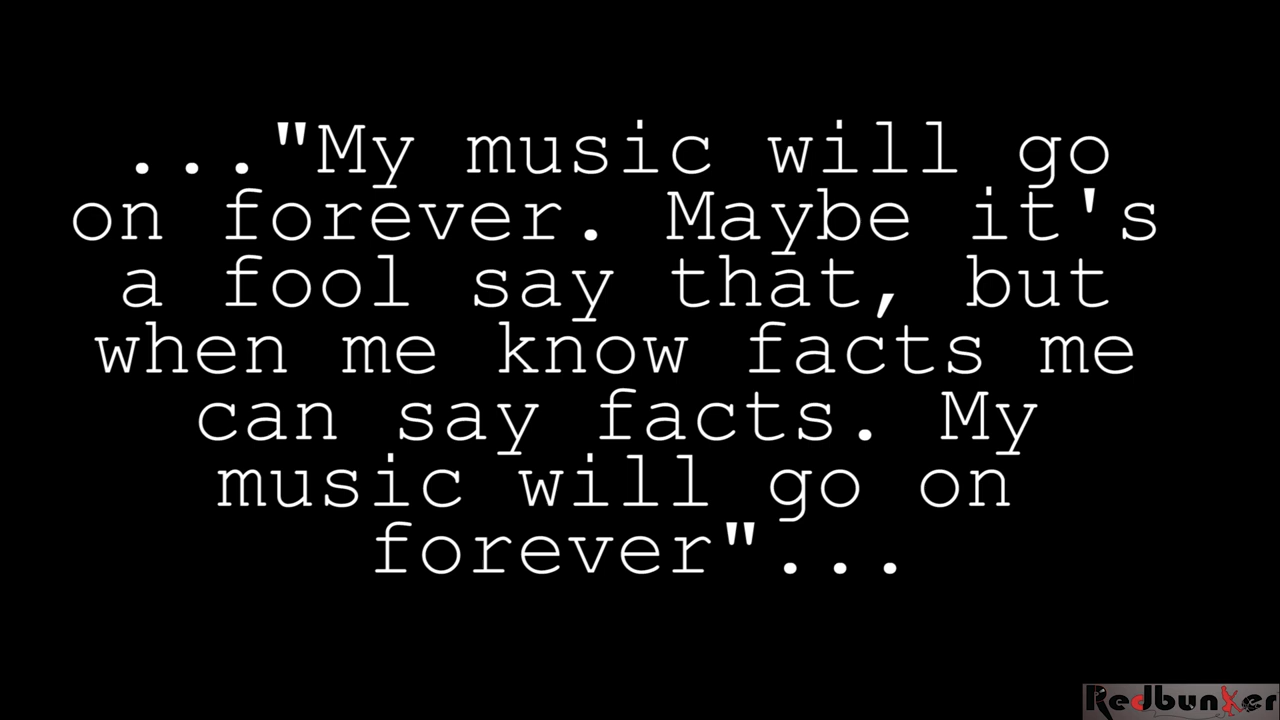 ..."My music will go
on forever. Maybe it's
a fool say that, but
when me know facts me
can say facts. My
music will go on
forever"...
Redbunker